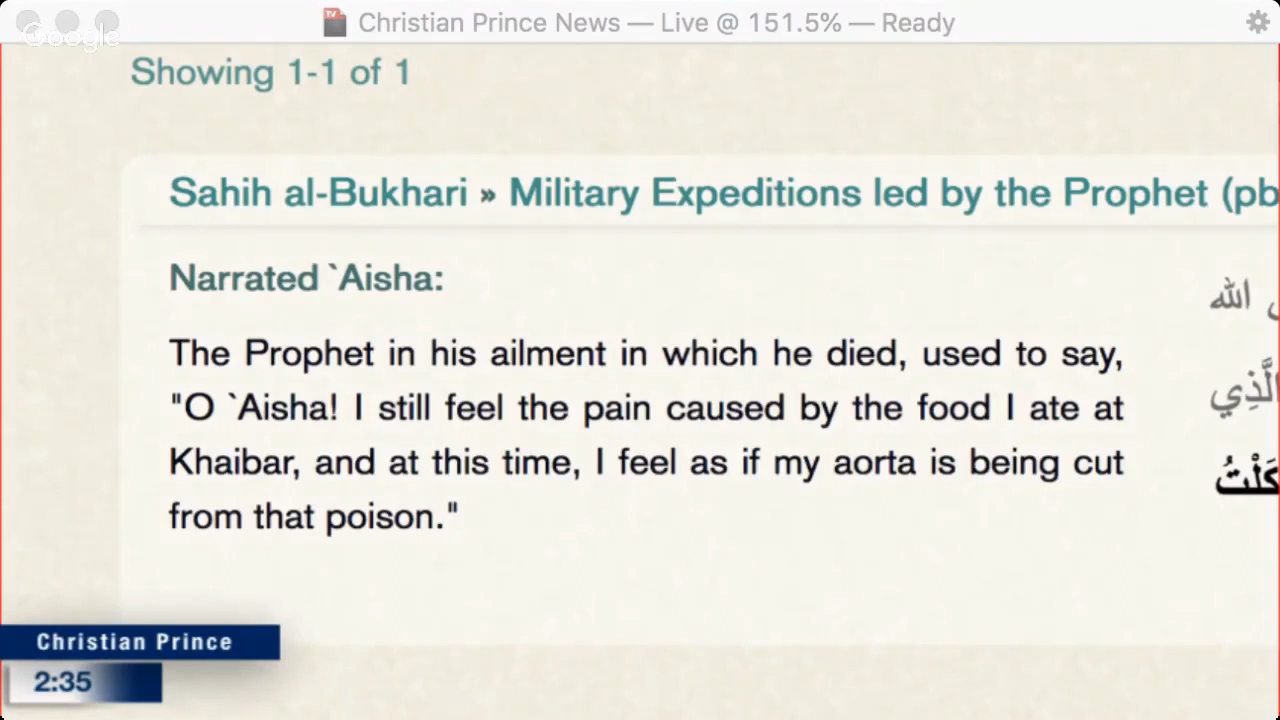 Christian Prince News — Live @ 151.5% — Ready
Google
Showing 1-1 of 1
Sahih al-Bukhari » Military Expeditions led by the Prophet (pb
Narrated `Aisha:
الله
The Prophet in his ailment in which he died, used to say,
"O `Aisha! I still feel the pain caused by the food I ate at
الَّذِي
Khaibar, and at this time, I feel as if my aorta is being cut
from that poison."
Christian Prince
2:35